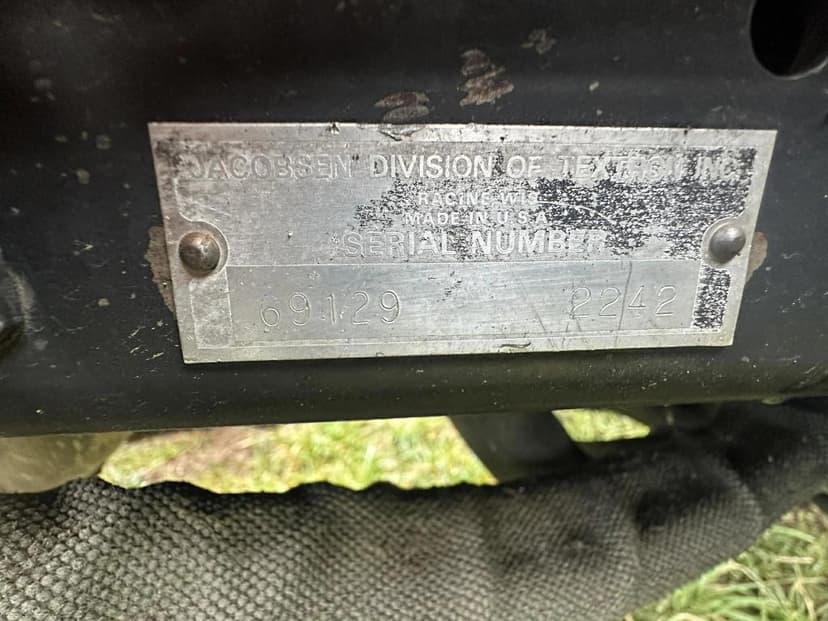 JACOBSEN DIVISION OF TEXTRON INC.
RACINE, WIS.
MADE IN U.S.A.
SERIAL NUMBER
69129 2242